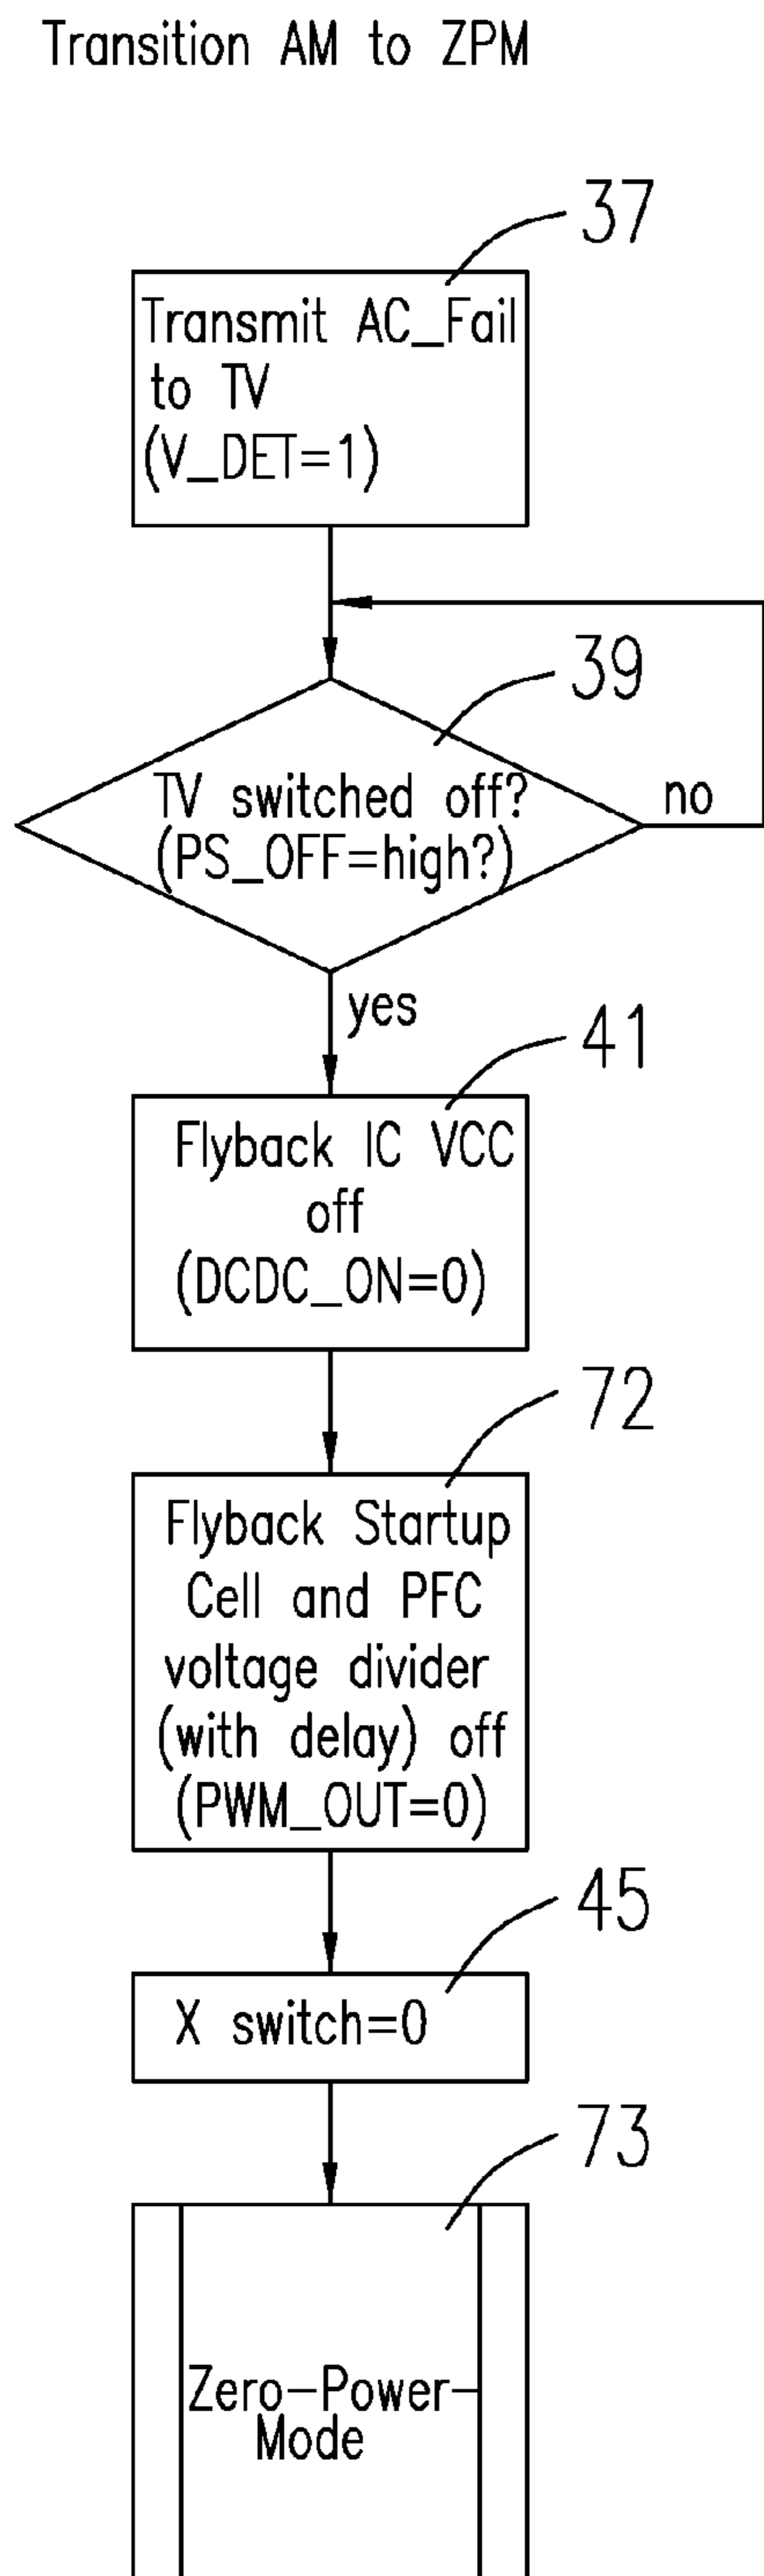 Transition AM to ZPM
37
Transmit AC_Fail
to TV
(V_DET=1)
39
TV switched off?
(PS_OFF=high?)
no
yes
41
Flyback IC VCC
off
(DCDC_ON=0)
72
Flyback Startup
Cell and PFC
voltage divider
(with delay) off
(PWM_OUT=0)
45
X switch=0
73
Zero-Power-
Mode